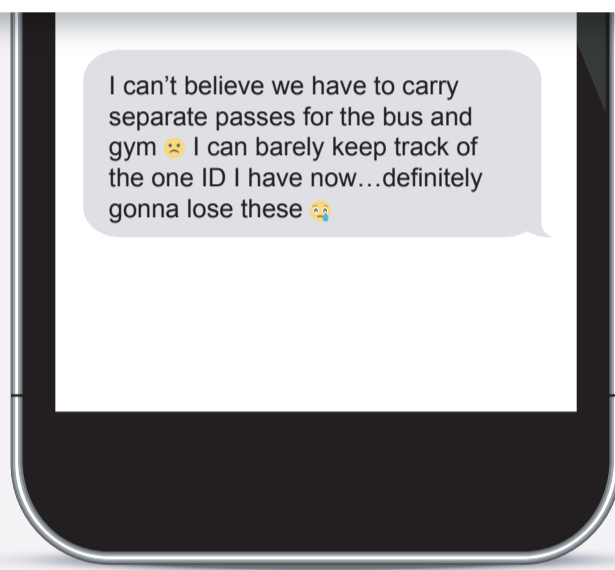 I can’t believe we have to carry
separate passes for the bus and
gym 🙁 I can barely keep track of
the one ID I have now…definitely
gonna lose these 😢